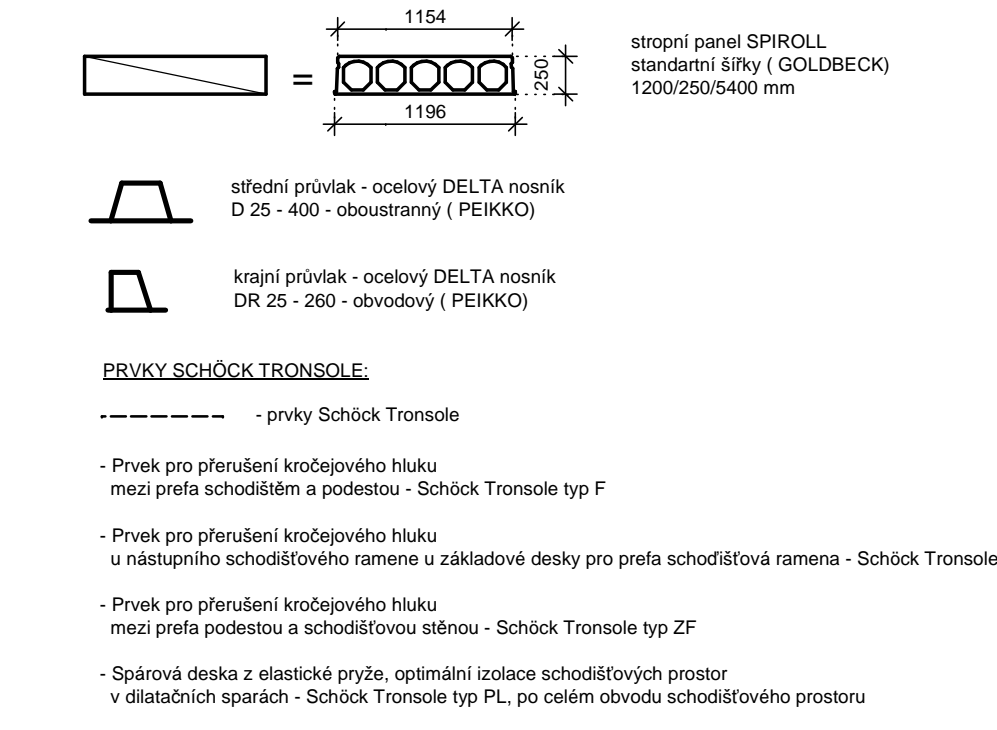 1154
250
1196
stropní panel SPIROLL
standartní šířky ( GOLDBECK)
1200/250/5400 mm
=
střední průvlak - ocelový DELTA nosník
D 25 - 400 - oboustranný ( PEIKKO)
krajní průvlak - ocelový DELTA nosník
DR 25 - 260 - obvodový ( PEIKKO)
PRVKY SCHÖCK TRONSOLE:
- prvky Schöck Tronsole
- Prvek pro přerušení kročejového hluku
mezi prefa schodištěm a podestou - Schöck Tronsole typ F
- Prvek pro přerušení kročejového hluku
u nástupního schodišťového ramene u základové desky pro prefa schoďišťová ramena - Schöck Tronsole
- Prvek pro přerušení kročejového hluku
mezi prefa podestou a schodišťovou stěnou - Schöck Tronsole typ ZF
- Spárová deska z elastické pryže, optimální izolace schodišťových prostor
v dilatačních sparách - Schöck Tronsole typ PL, po celém obvodu schodišťového prostoru